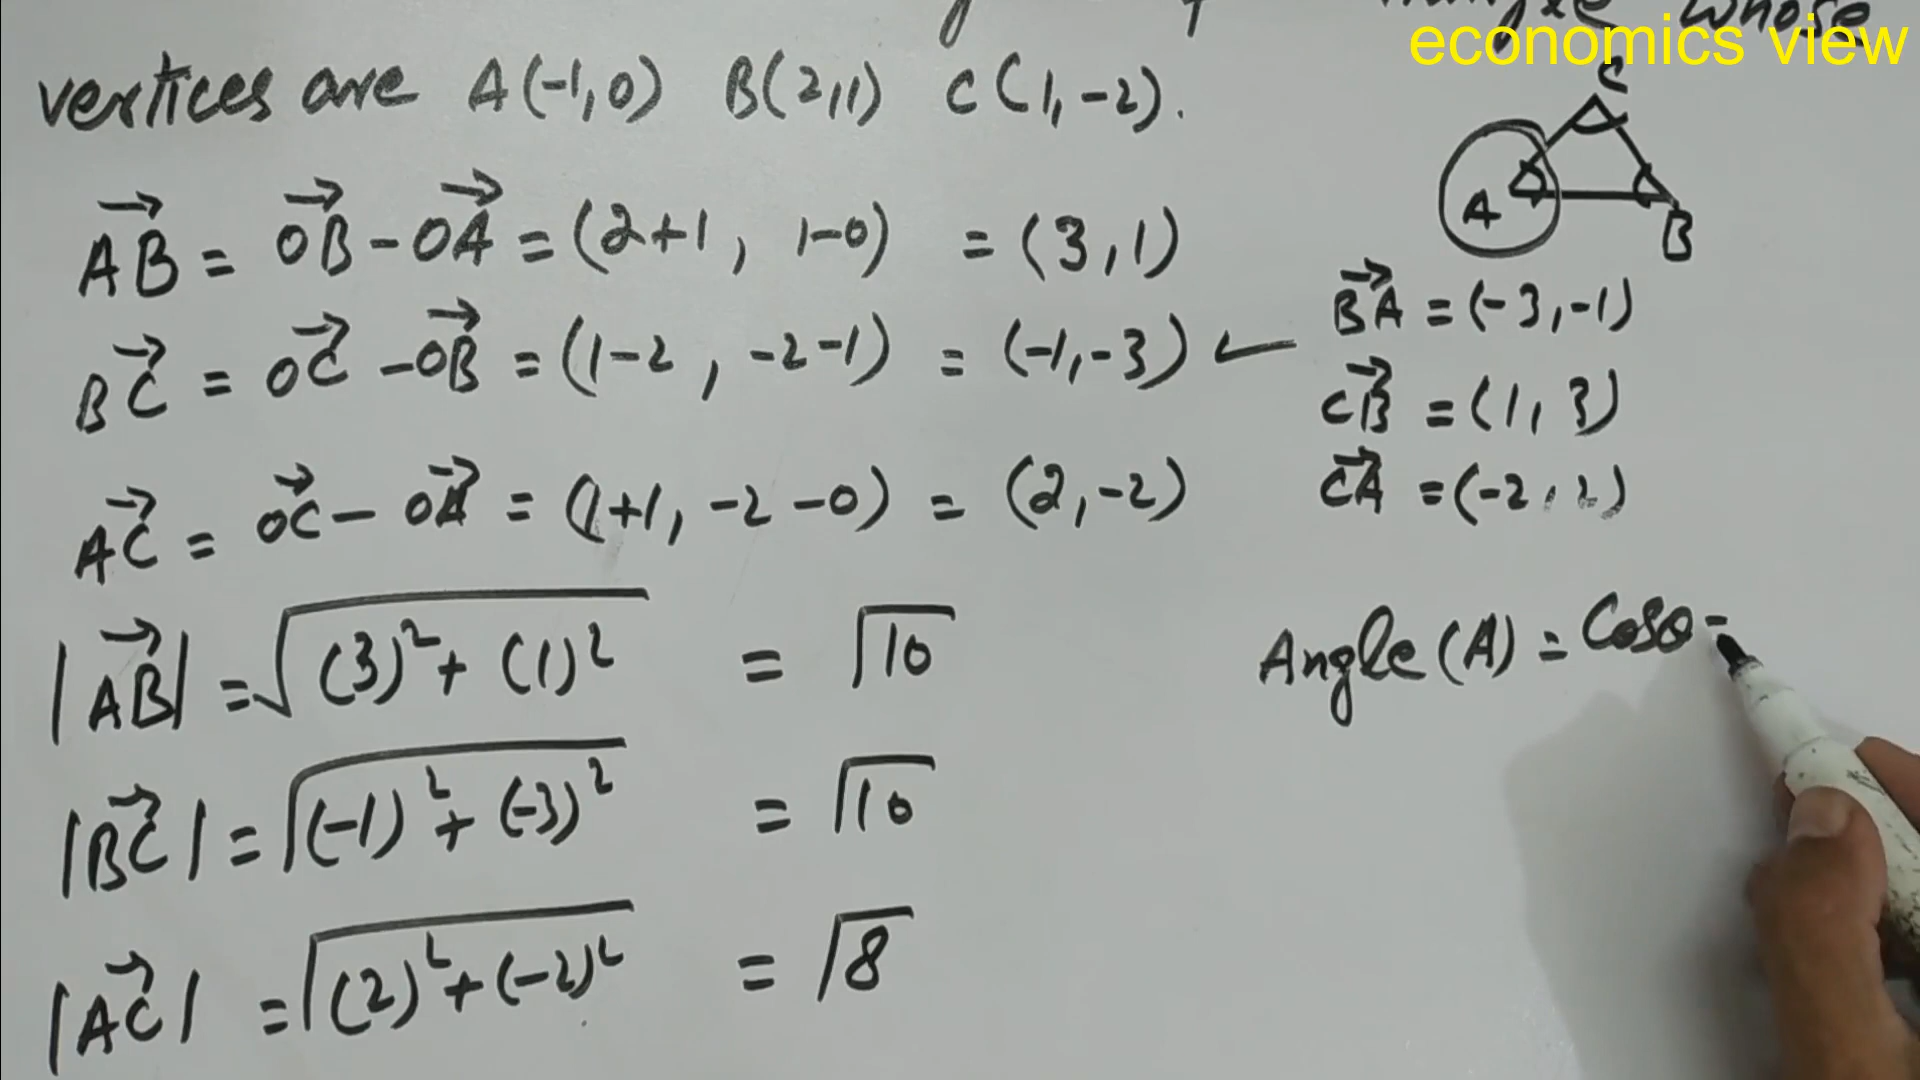 whose
economics view
vertices are A(-1,0) B(2,1) C(1,-2).
C
A
B
→AB = →OB - →OA = (2+1, 1-0) = (3,1)
→BC = →OC - →OB = (1-2, -2-1) = (-1,-3) ✓
→AC = →OC - →OA = (1+1, -2-0) = (2,-2)
|→AB| = √(3)²+(1)² = √10
|→BC| = √(-1)²+(-3)² = √10
|→AC| = √(2)²+(-2)² = √8
→BA = (-3,-1)
→CB = (1,3)
→CA = (-2,2)
Angle(A) = Cosθ =